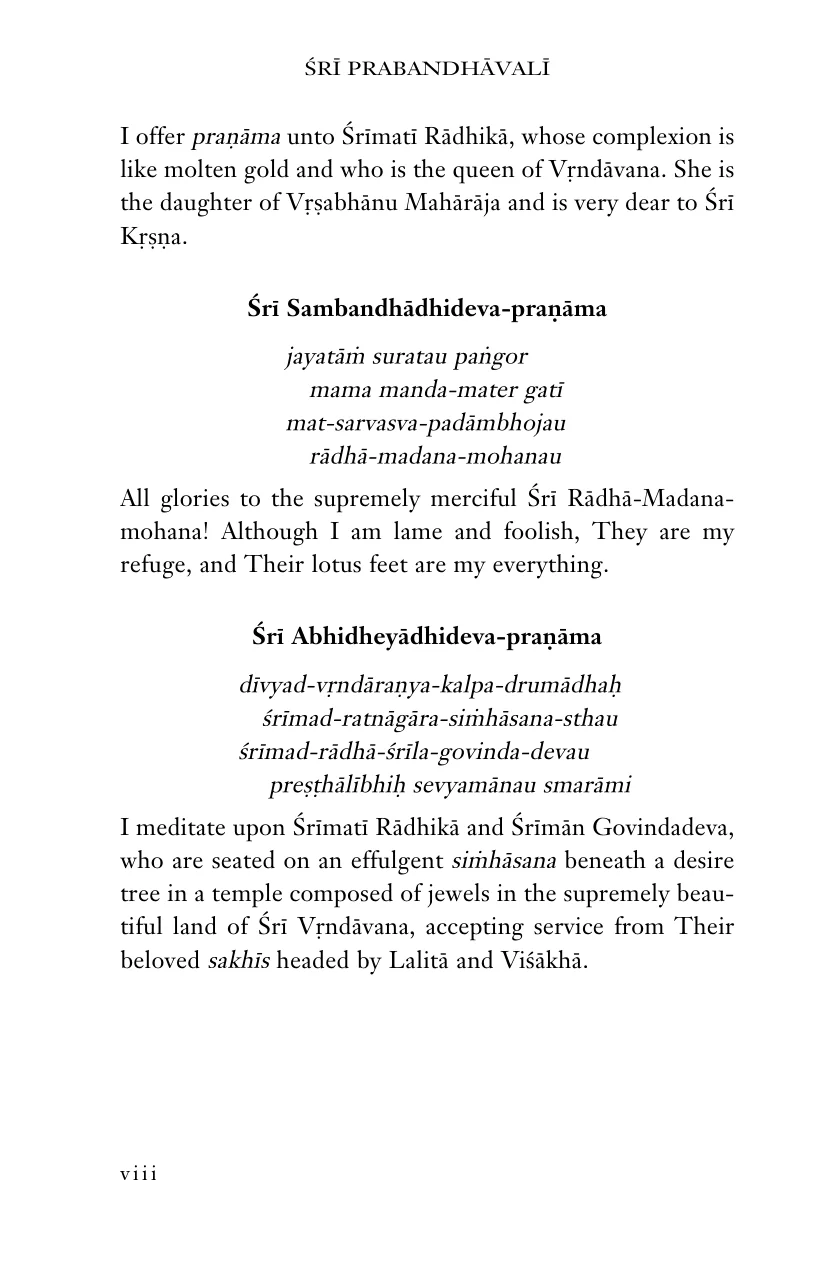 ŚRĪ PRABANDHĀVALĪ
I offer praṇāma unto Śrīmatī Rādhikā, whose complexion is
like molten gold and who is the queen of Vṛndāvana. She is
the daughter of Vṛṣabhānu Mahārāja and is very dear to Śrī
Kṛṣṇa.
Śrī Sambandhādhideva-praṇāma
jayatāṁ suratau paṅgor
mama manda-mater gatī
mat-sarvasva-padāmbhojau
rādhā-madana-mohanau
All glories to the supremely merciful Śrī Rādhā-Madana-
mohana! Although I am lame and foolish, They are my
refuge, and Their lotus feet are my everything.
Śrī Abhidheyādhideva-praṇāma
dīvyad-vṛndāraṇya-kalpa-drumādhaḥ
śrīmad-ratnāgāra-siṁhāsana-sthau
śrīmad-rādhā-śrīla-govinda-devau
preṣṭhālībhiḥ sevyamānau smarāmi
I meditate upon Śrīmatī Rādhikā and Śrīmān Govindadeva,
who are seated on an effulgent siṁhāsana beneath a desire
tree in a temple composed of jewels in the supremely beau-
tiful land of Śrī Vṛndāvana, accepting service from Their
beloved sakhīs headed by Lalitā and Viśākhā.
viii